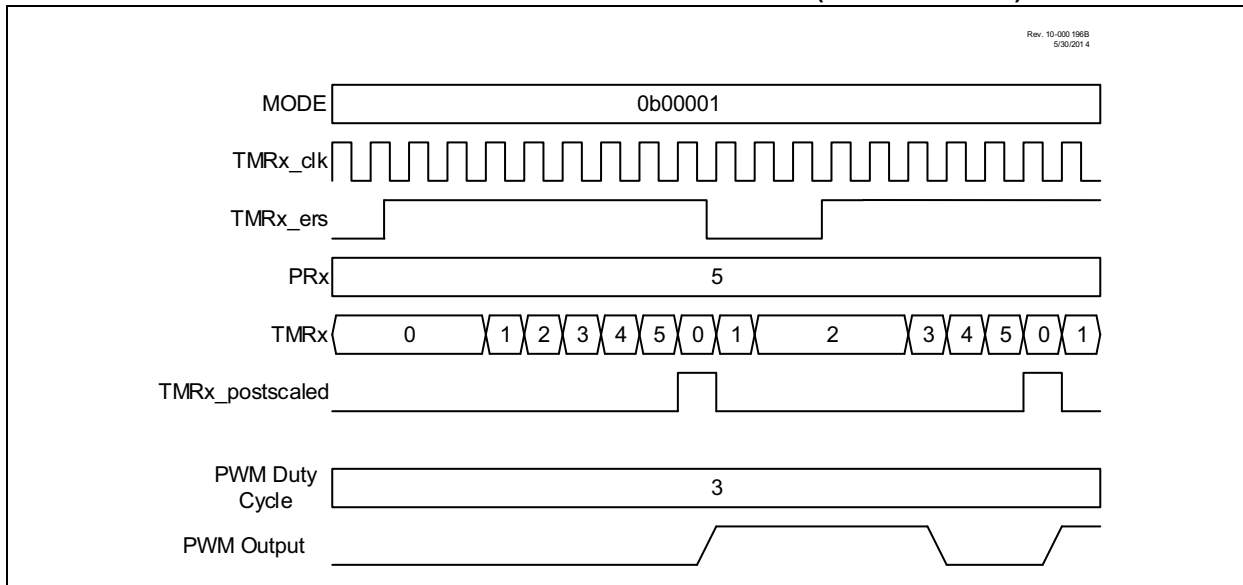 Rev. 10-000 196B
5/30/201 4
MODE
0b00001
TMRx_clk
TMRx_ers
PRx
5
TMRx
0 1 2 3 4 5 0 1 2 3 4 5 0 1
TMRx_postscaled
PWM Duty
Cycle
3
PWM Output